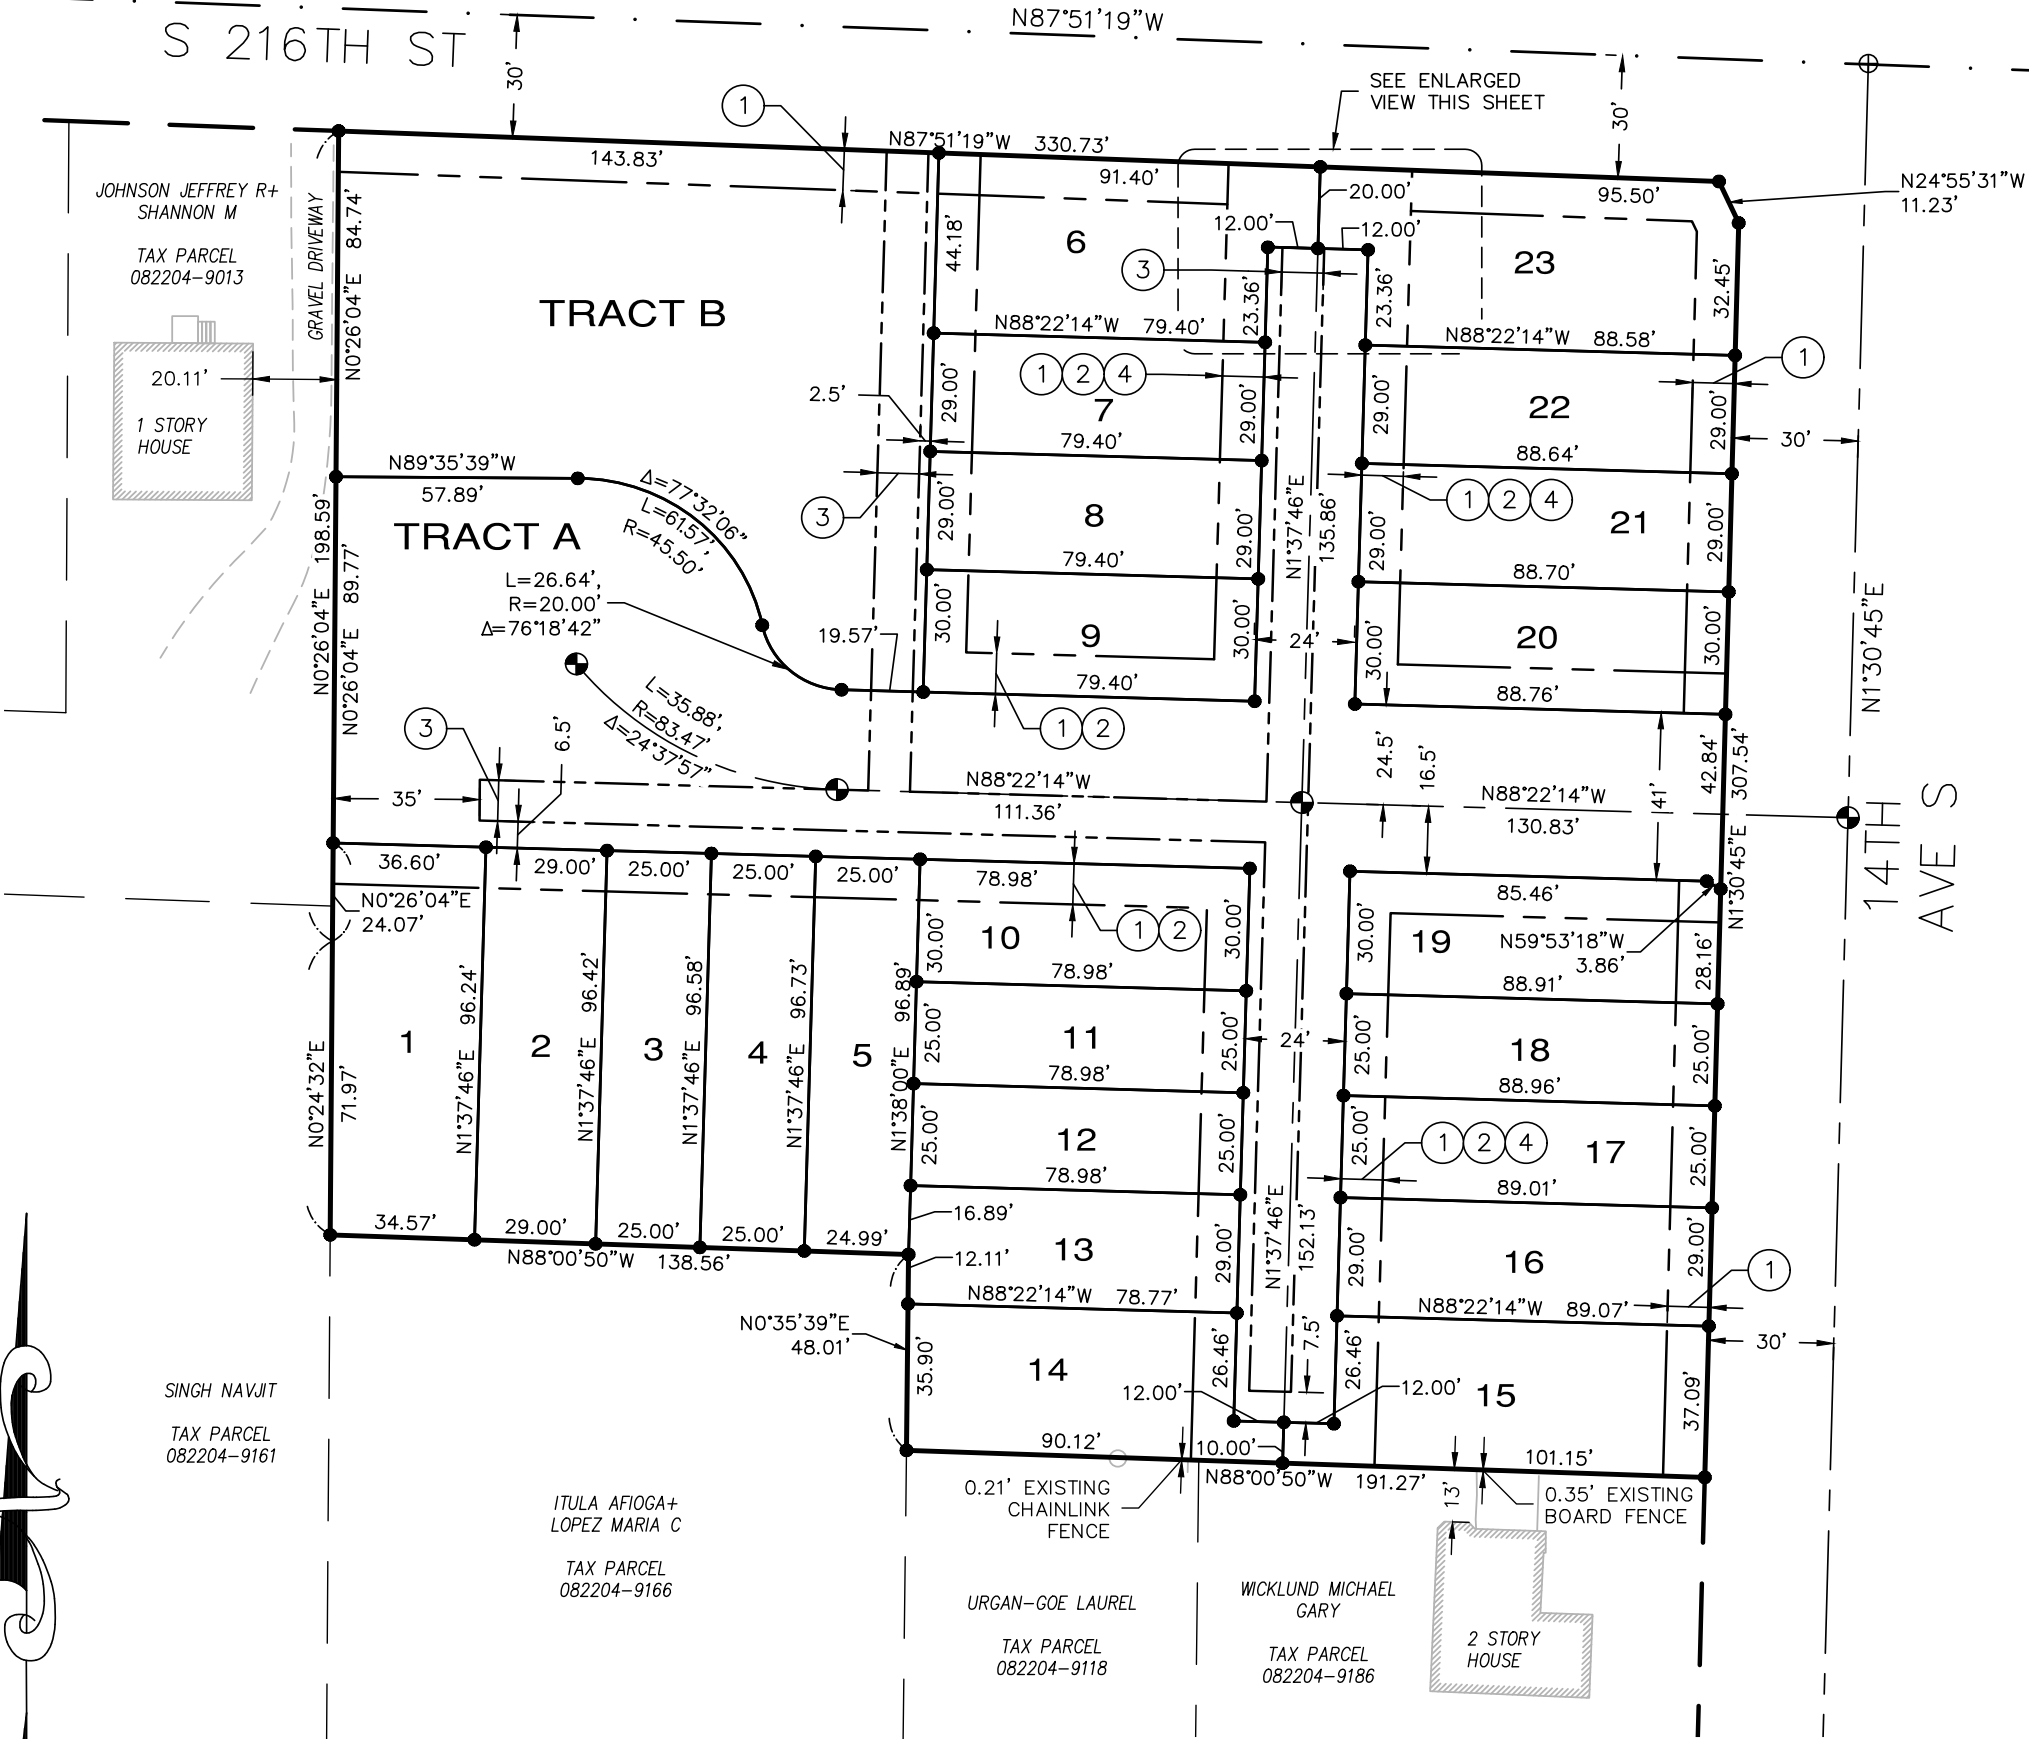 N87°51'19"W
S 216TH ST
30'
SEE ENLARGED
VIEW THIS SHEET
30'
1
N87°51'19"W 330.73'
143.83'
91.40'
20.00'
95.50'
N24°55'31"W
11.23'
JOHNSON JEFFREY R+
SHANNON M
TAX PARCEL
082204-9013
GRAVEL DRIVEWAY
N0°26'04"E 84.74'
44.18'
6
12.00'
12.00'
3
23
32.45'
TRACT B
23.36'
23.36'
N88°22'14"W 79.40'
N88°22'14"W 88.58'
1
20.11'
1 STORY
HOUSE
1 2 4
2.5'
29.00'
7
29.00'
29.00'
22
29.00'
30'
79.40'
88.64'
N89°35'39"W
57.89'
Δ=77°32'06"
L=61.57'
R=45.50'
3
1 2 4
TRACT A
N0°26'04"E 198.59'
N0°26'04"E 89.77'
29.00'
8
29.00'
N1°37'46"E
135.86'
29.00'
21
29.00'
79.40'
88.70'
L=26.64',
R=20.00'
Δ=76°18'42"
19.57'
30.00'
9
30.00'
24'
30.00'
20
30.00'
N1°30'45"E
79.40'
88.76'
L=35.88'
R=83.47'
Δ=24°37'57"
3
6.5'
1 2
24.5'
16.5'
41'
42.84'
307.54'
N1°30'45"E
35'
N88°22'14"W
111.36'
N88°22'14"W
130.83'
14TH
AVE S
36.60'
29.00'
25.00'
25.00'
25.00'
78.98'
85.46'
N0°26'04"E
24.07'
10
30.00'
30.00'
1 2
30.00'
19
N59°53'18"W
3.86'
28.16'
78.98'
88.91'
N0°24'32"E
71.97'
1
N1°37'46"E 96.24'
2
N1°37'46"E 96.42'
3
N1°37'46"E 96.58'
4
N1°37'46"E 96.73'
5
N1°38'00"E 96.89'
25.00'
11
25.00'
24'
25.00'
18
25.00'
78.98'
88.96'
25.00'
12
25.00'
25.00'
1 2 4
17
25.00'
78.98'
89.01'
34.57'
29.00'
25.00'
25.00'
24.99'
N88°00'50"W 138.56'
16.89'
12.11'
13
29.00'
N1°37'46"E
152.13'
29.00'
16
29.00'
1
N88°22'14"W 78.77'
N88°22'14"W 89.07'
N0°35'39"E
48.01'
35.90'
14
26.46'
7.5'
26.46'
30'
12.00'
12.00'
15
37.09'
SINGH NAVJIT
TAX PARCEL
082204-9161
90.12'
10.00'
101.15'
N88°00'50"W 191.27'
0.21' EXISTING
CHAINLINK
FENCE
13'
0.35' EXISTING
BOARD FENCE
ITULA AFIOGA+
LOPEZ MARIA C
TAX PARCEL
082204-9166
URGAN-GOE LAUREL
TAX PARCEL
082204-9118
WICKLUND MICHAEL
GARY
TAX PARCEL
082204-9186
2 STORY
HOUSE